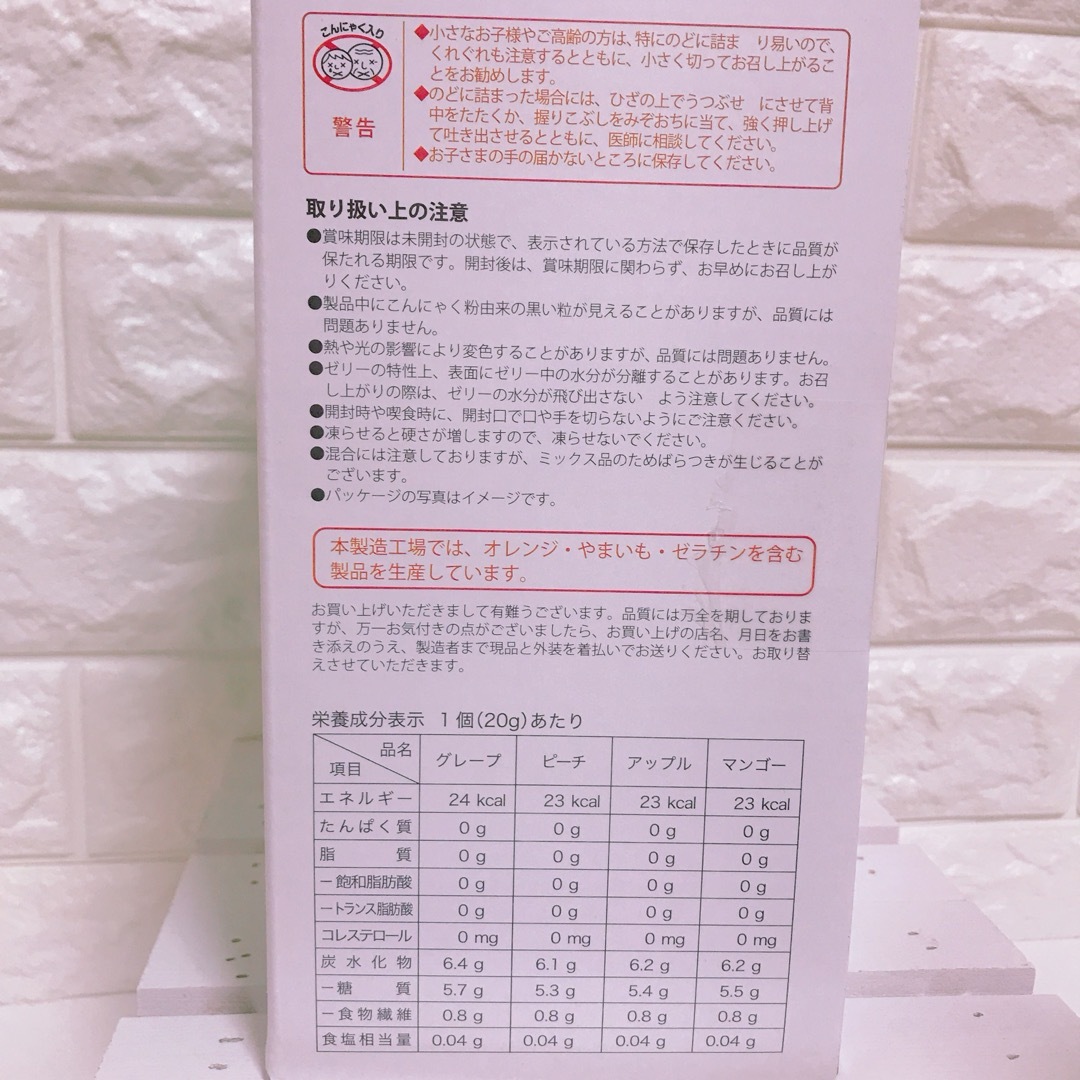 こんにゃく入り
警告
◆小さなお子様やご高齢の方は、特にのどに詰ま　り易いので、
くれぐれも注意するとともに、小さく切ってお召し上がるこ
とをお勧めします。
◆のどに詰まった場合には、ひざの上でうつぶせ　にさせて背
中をたたくか、握りこぶしをみぞおちに当て、強く押し上げ
て吐き出させるとともに、医師に相談してください。
◆お子さまの手の届かないところに保存してください。
取り扱い上の注意
●賞味期限は未開封の状態で、表示されている方法で保存したときに品質が
保たれる期限です。開封後は、賞味期限に関わらず、お早めにお召し上が
りください。
●製品中にこんにゃく粉由来の黒い粒が見えることがありますが、品質には
問題ありません。
●熱や光の影響により変色することがありますが、品質には問題ありません。
●ゼリーの特性上、表面にゼリー中の水分が分離することがあります。お召
し上がりの際は、ゼリーの水分が飛び出さない　よう注意してください。
●開封時や喫食時に、開封口で口や手を切らないようにご注意ください。
●凍らせると硬さが増しますので、凍らせないでください。
●混合には注意しておりますが、ミックス品のためばらつきが生じることが
ございます。
●パッケージの写真はイメージです。
本製造工場では、オレンジ・やまいも・ゼラチンを含む
製品を生産しています。
お買い上げいただきまして有難うございます。品質には万全を期しておりま
すが、万一お気付きの点がございましたら、お買い上げの店名、月日をお書
き添えのうえ、製造者まで現品と外装を着払いでお送りください。お取り替
えさせていただきます。
栄養成分表示 1個(20g)あたり
品名 項目 グレープ ピーチ アップル マンゴー
エネルギー 24 kcal 23 kcal 23 kcal 23 kcal
たんぱく質 0 g 0 g 0 g 0 g
脂質 0 g 0 g 0 g 0 g
－飽和脂肪酸 0 g 0 g 0 g 0 g
－トランス脂肪酸 0 g 0 g 0 g 0 g
コレステロール 0 mg 0 mg 0 mg 0 mg
炭水化物 6.4 g 6.1 g 6.2 g 6.2 g
－糖質 5.7 g 5.3 g 5.4 g 5.5 g
－食物繊維 0.8 g 0.8 g 0.8 g 0.8 g
食塩相当量 0.04 g 0.04 g 0.04 g 0.04 g